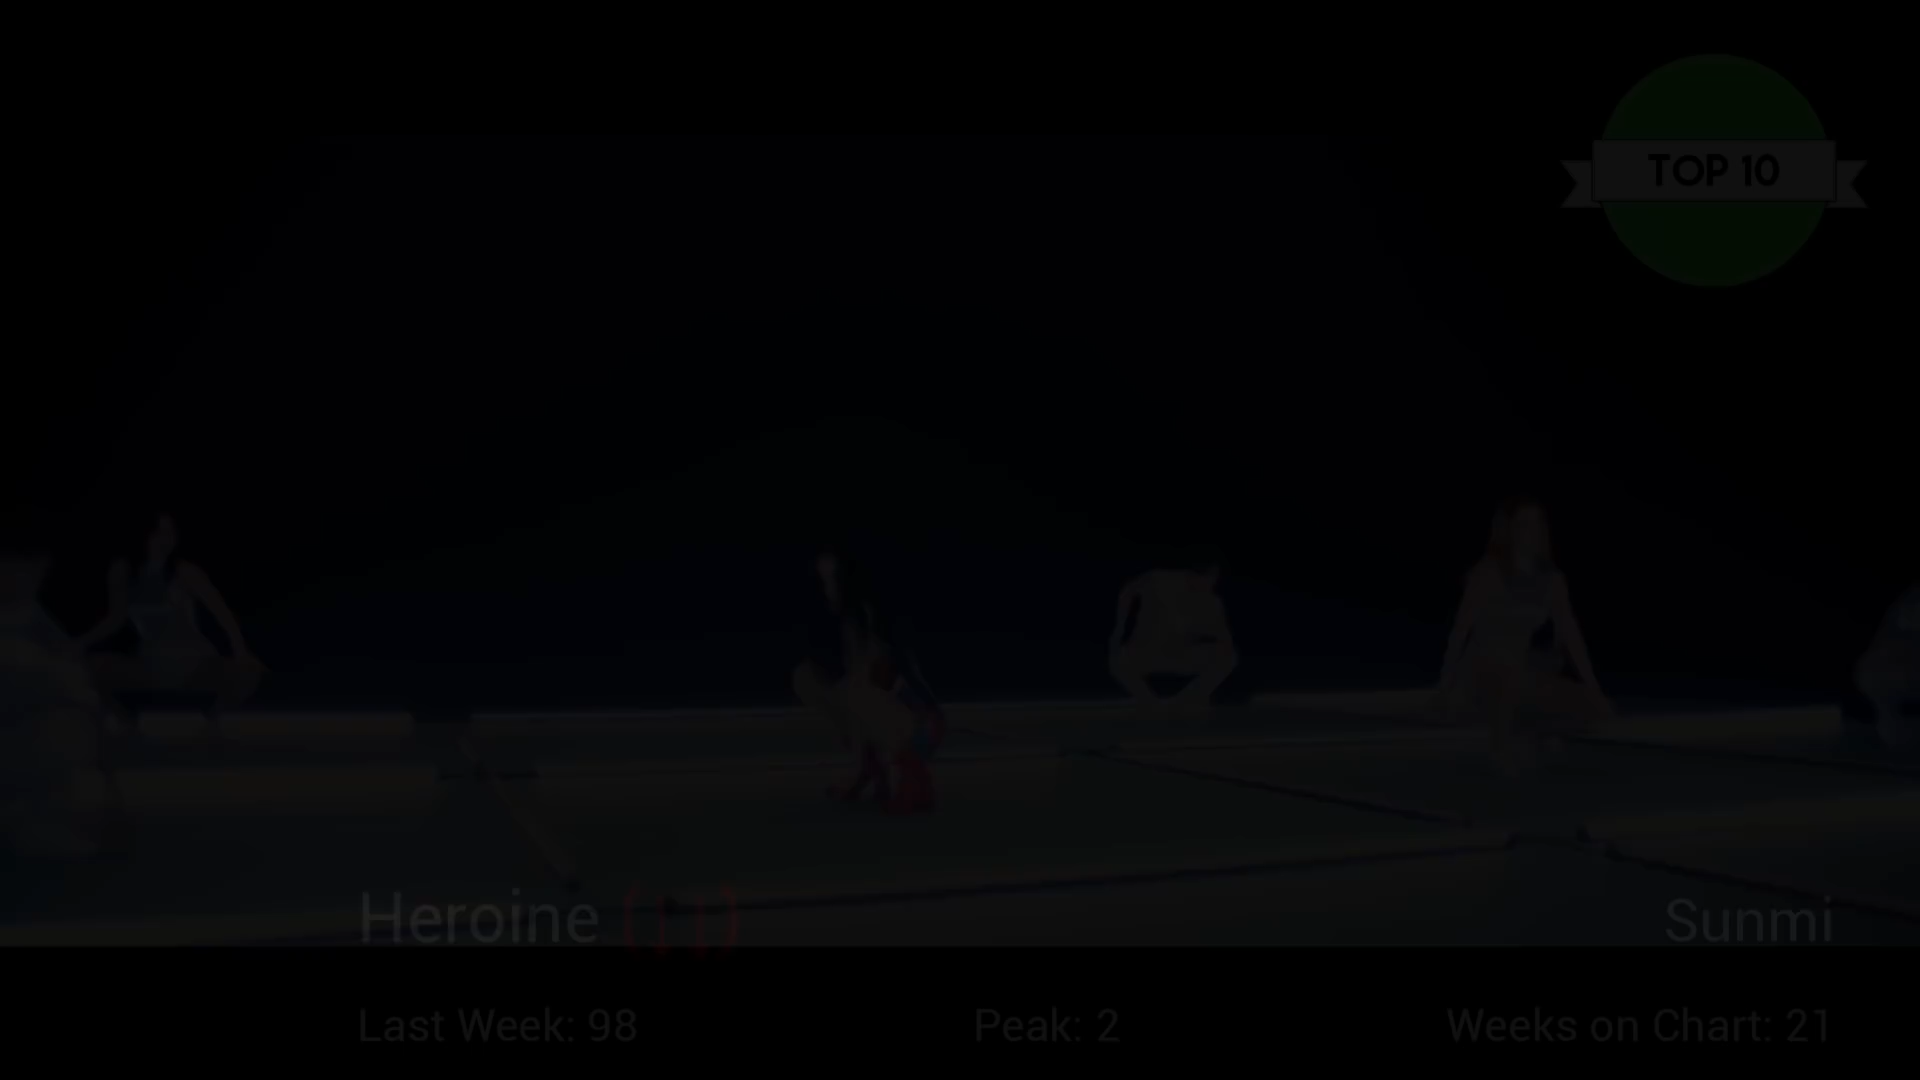 TOP 10
Heroine
Sunmi
Last Week: 98
Peak: 2
Weeks on Chart: 21